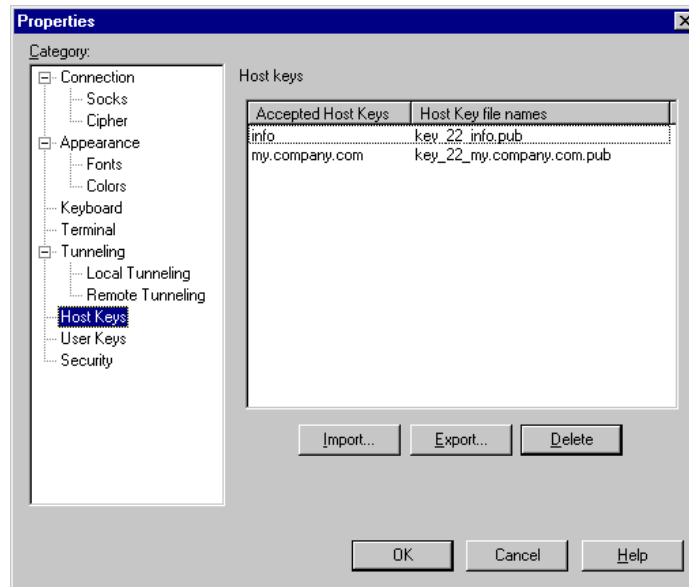 Properties
Category:
Connection
Socks
Cipher
Appearance
Fonts
Colors
Keyboard
Terminal
Tunneling
Local Tunneling
Remote Tunneling
Host Keys
User Keys
Security
Host keys
Accepted Host Keys Host Key file names
info key_22_info.pub
my.company.com key_22_my.company.com.pub
Import... Export... Delete
OK Cancel Help